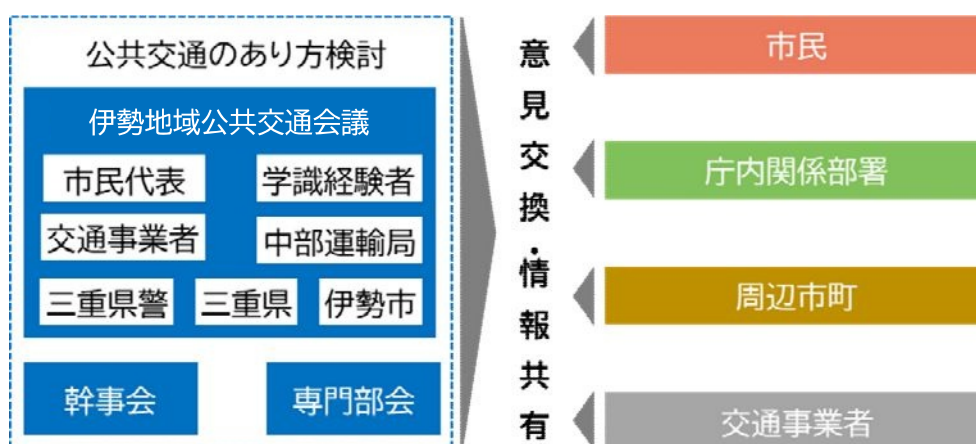 公共交通のあり方検討
伊勢地域公共交通会議
市民代表
学識経験者
交通事業者
中部運輸局
三重県警
三重県
伊勢市
幹事会
専門部会
意見交換・情報共有
市民
庁内関係部署
周辺市町
交通事業者